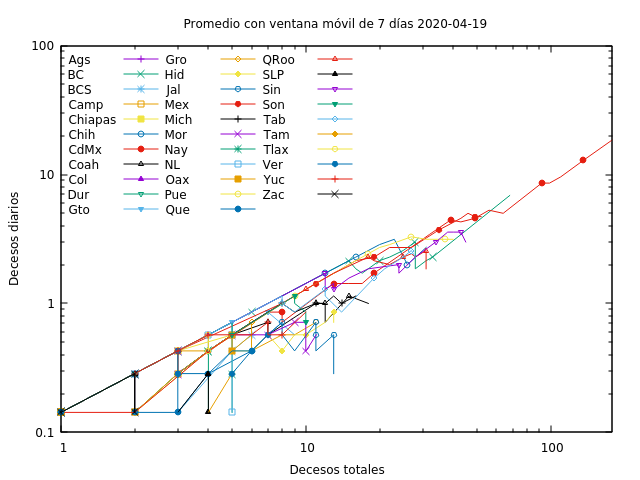 Promedio con ventana móvil de 7 días 2020-04-19
100
10
1
0.1
Decesos diarios
Ags Gro QRoo
BC Hid SLP
BCS Jal Sin
Camp Mex Son
Chiapas Mich Tab
Chih Mor Tam
CdMx Nay Tlax
Coah NL Ver
Col Oax Yuc
Dur Pue Zac
Gto Que
1 10 100
Decesos totales